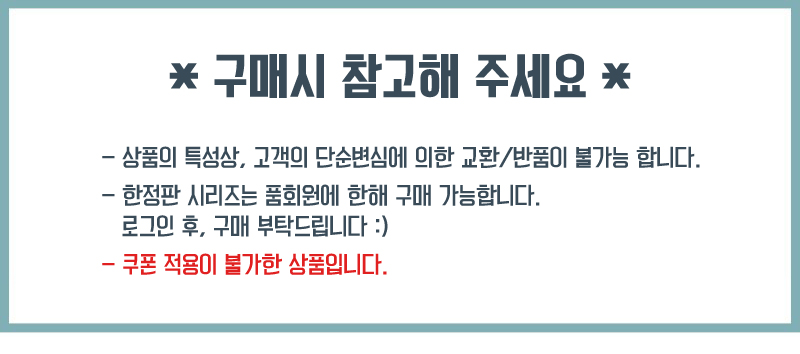 * 구매시 참고해 주세요 *
- 상품의 특성상, 고객의 단순변심에 의한 교환/반품이 불가능 합니다.
- 한정판 시리즈는 품회원에 한해 구매 가능합니다.
로그인 후, 구매 부탁드립니다 :)
- 쿠폰 적용이 불가한 상품입니다.